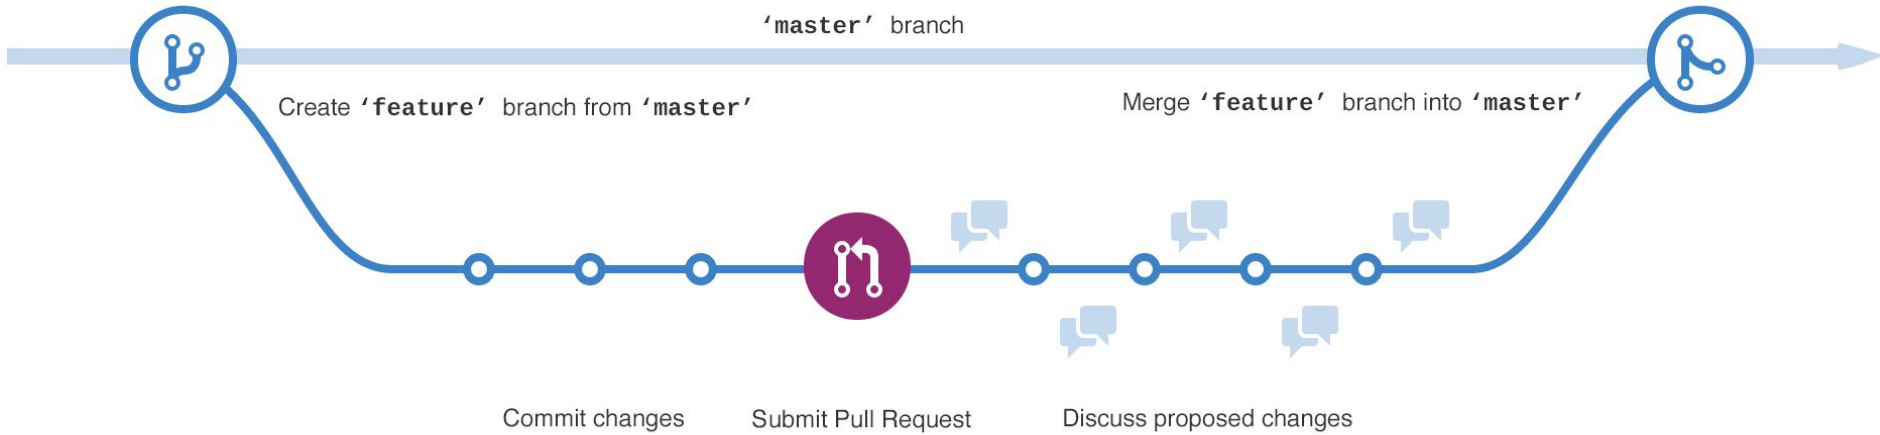 ‘master’ branch
Create ‘feature’ branch from ‘master’
Merge ‘feature’ branch into ‘master’
Commit changes
Submit Pull Request
Discuss proposed changes